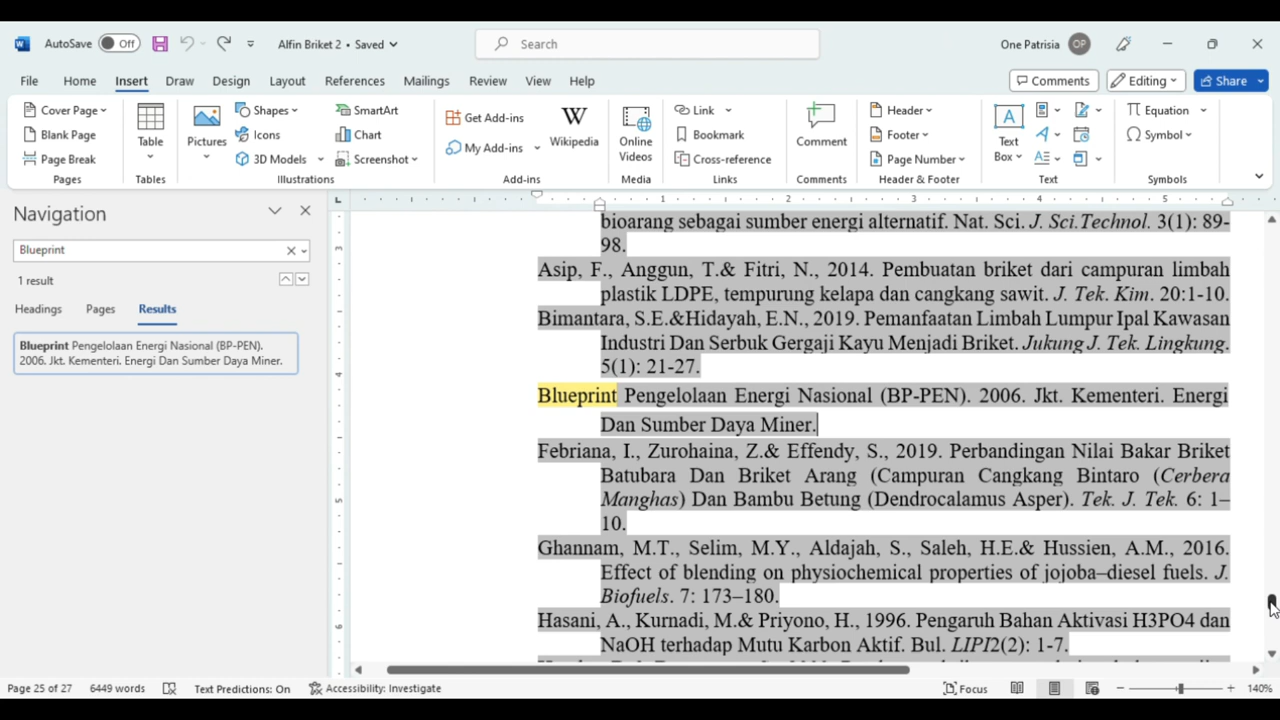 AutoSave Off Alfin Briket 2 • Saved Search One Patrisia OP
File Home Insert Draw Design Layout References Mailings Review View Help Comments Editing Share
Cover Page
Blank Page
Page Break
Pages
Table
Tables
Pictures
Shapes
Icons
3D Models
SmartArt
Chart
Screenshot
Illustrations
Get Add-ins
My Add-ins
Wikipedia
Add-ins
Online
Videos
Media
Link
Bookmark
Cross-reference
Links
Comment
Comments
Header
Footer
Page Number
Header & Footer
Text
Box
Text
Equation
Symbol
Symbols
Navigation
Blueprint
1 result
Headings Pages Results
Blueprint Pengelolaan Energi Nasional (BP-PEN).
2006. Jkt. Kementeri. Energi Dan Sumber Daya Miner.
1 2 3 4 5
3
4
5
6
bioarang sebagai sumber energi alternatif. Nat. Sci. J. Sci.Technol. 3(1): 89-
98.
Asip, F., Anggun, T.& Fitri, N., 2014. Pembuatan briket dari campuran limbah
plastik LDPE, tempurung kelapa dan cangkang sawit. J. Tek. Kim. 20:1-10.
Bimantara, S.E.&Hidayah, E.N., 2019. Pemanfaatan Limbah Lumpur Ipal Kawasan
Industri Dan Serbuk Gergaji Kayu Menjadi Briket. Jukung J. Tek. Lingkung.
5(1): 21-27.
Blueprint Pengelolaan Energi Nasional (BP-PEN). 2006. Jkt. Kementeri. Energi
Dan Sumber Daya Miner.
Febriana, I., Zurohaina, Z.& Effendy, S., 2019. Perbandingan Nilai Bakar Briket
Batubara Dan Briket Arang (Campuran Cangkang Bintaro (Cerbera
Manghas) Dan Bambu Betung (Dendrocalamus Asper). Tek. J. Tek. 6: 1–
10.
Ghannam, M.T., Selim, M.Y., Aldajah, S., Saleh, H.E.& Hussien, A.M., 2016.
Effect of blending on physiochemical properties of jojoba–diesel fuels. J.
Biofuels. 7: 173–180.
Hasani, A., Kurnadi, M.& Priyono, H., 1996. Pengaruh Bahan Aktivasi H3PO4 dan
NaOH terhadap Mutu Karbon Aktif. Bul. LIPI2(2): 1-7.
Page 25 of 27 6449 words Text Predictions: On Accessibility: Investigate Focus 140%